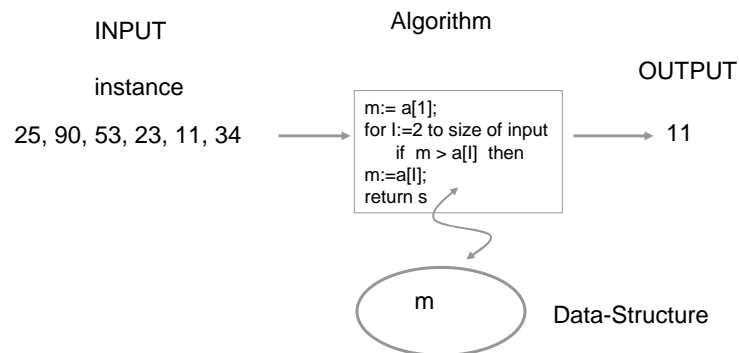 INPUT
instance
25, 90, 53, 23, 11, 34
Algorithm
m:= a[1];
for I:=2 to size of input
if m > a[I] then
m:=a[I];
return s
OUTPUT
11
m
Data-Structure